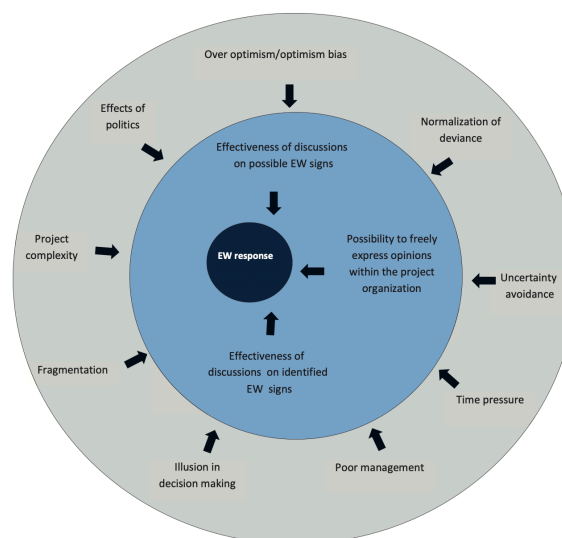 Over optimism/optimism bias
Effects of
politics
Normalization of
deviance
Effectiveness of discussions
on possible EW signs
Project
complexity
EW response
Possibility to freely
express opinions
within the project
organization
Uncertainty
avoidance
Fragmentation
Effectiveness of
discussions on identified
EW signs
Time pressure
Illusion in
decision making
Poor management